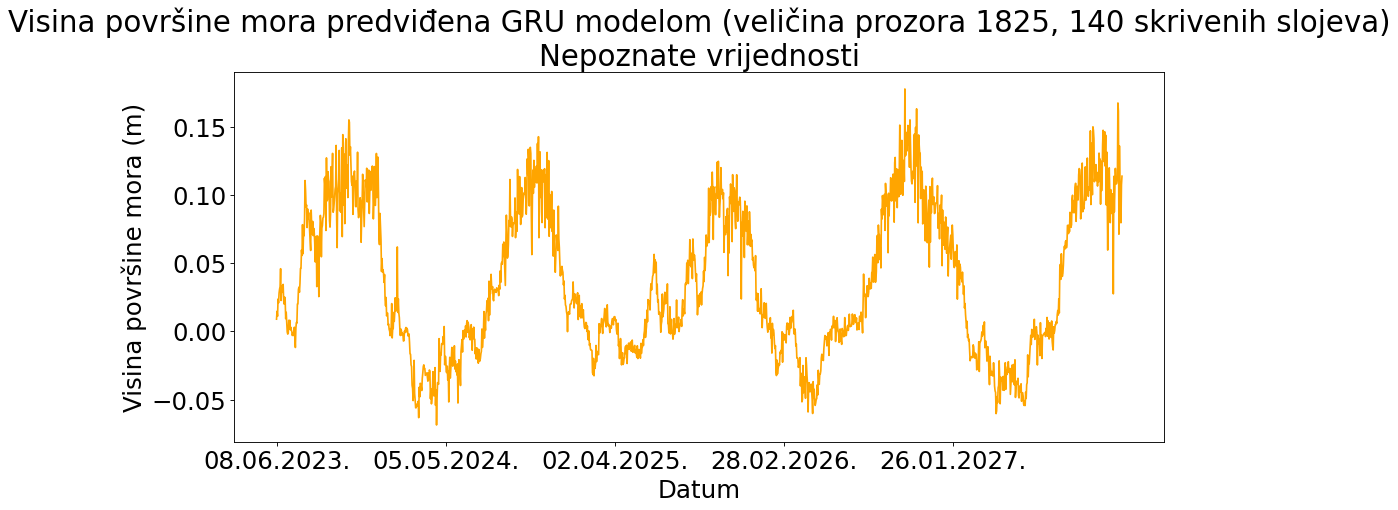 Visina površine mora predviđena GRU modelom (veličina prozora 1825, 140 skrivenih slojeva)
Nepoznate vrijednosti
Visina površine mora (m)
0.15
0.10
0.05
0.00
−0.05
08.06.2023. 05.05.2024. 02.04.2025. 28.02.2026. 26.01.2027.
Datum